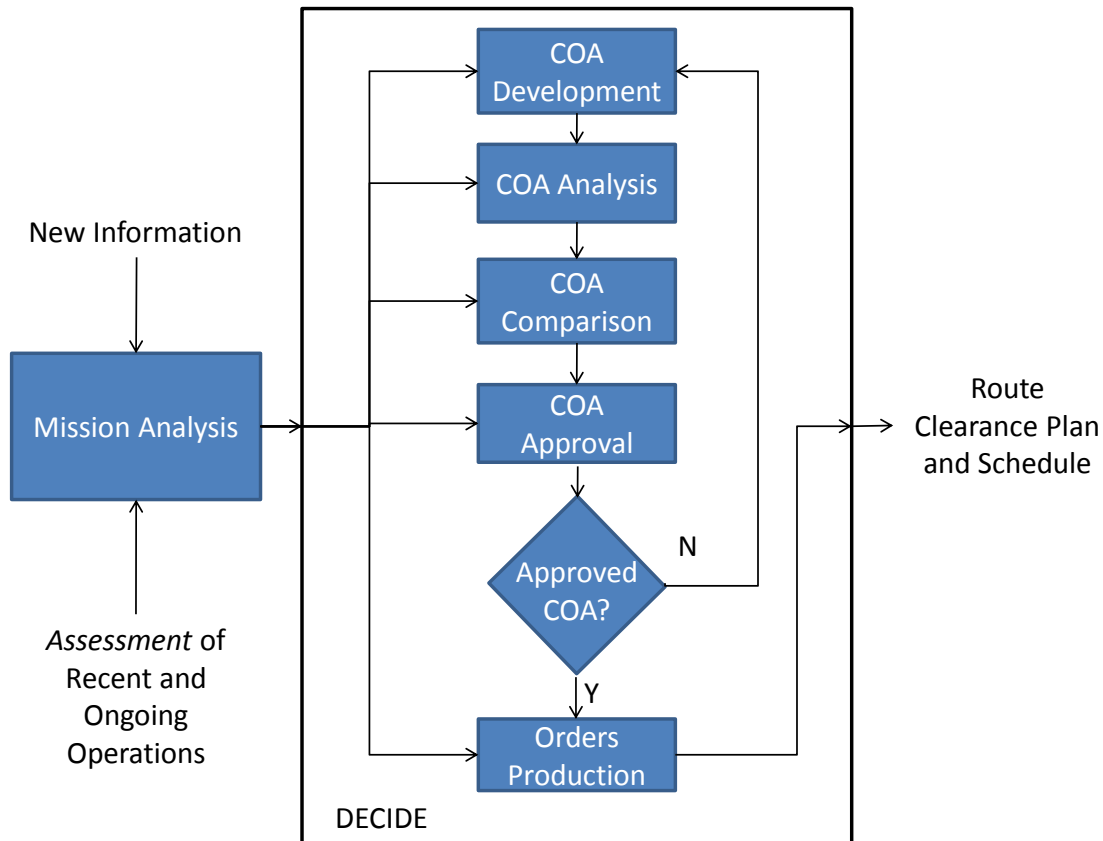 COA
Development
COA Analysis
New Information
COA
Comparison
Mission Analysis
COA
Approval
Route
Clearance Plan
and Schedule
N
Approved
COA?
Assessment of
Recent and
Ongoing
Operations
Y
Orders
Production
DECIDE